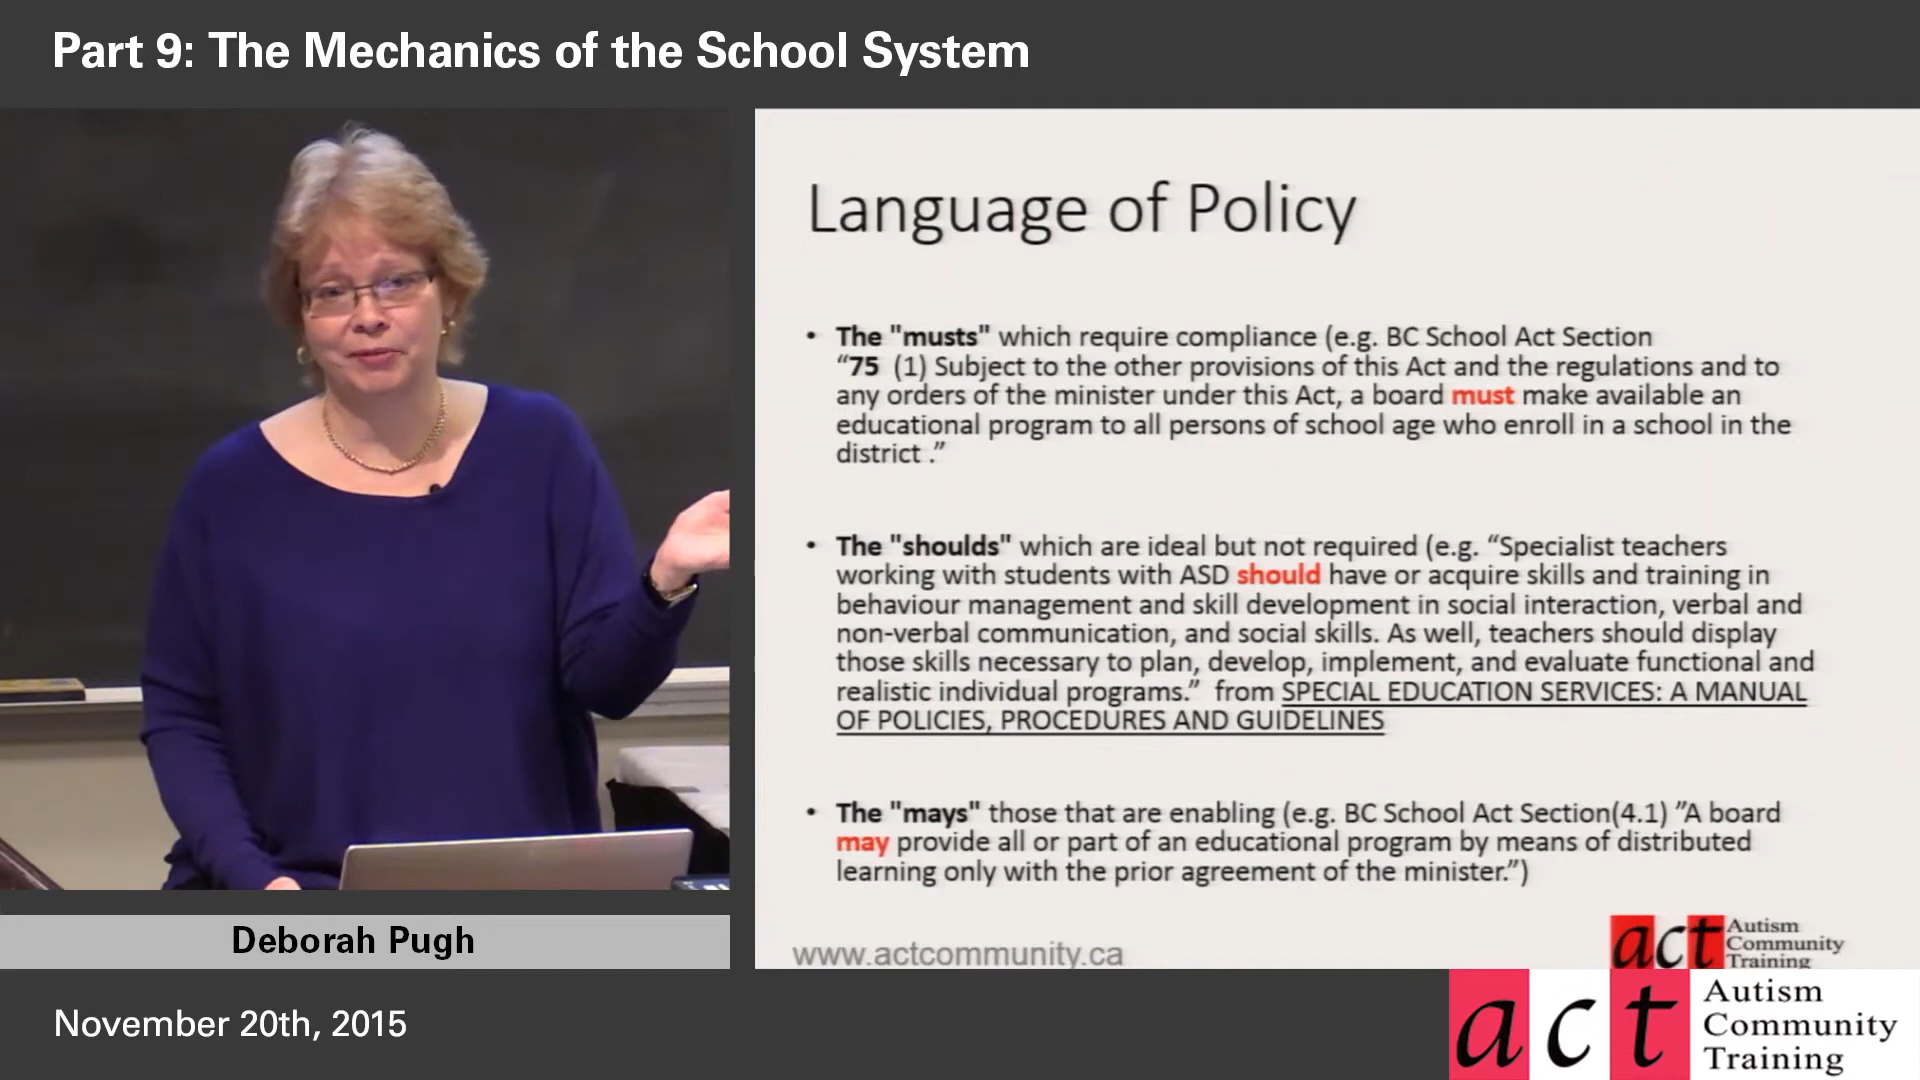 Part 9: The Mechanics of the School System
Language of Policy
• The "musts" which require compliance (e.g. BC School Act Section
“75 (1) Subject to the other provisions of this Act and the regulations and to
any orders of the minister under this Act, a board must make available an
educational program to all persons of school age who enroll in a school in the
district .”
• The "shoulds" which are ideal but not required (e.g. “Specialist teachers
working with students with ASD should have or acquire skills and training in
behaviour management and skill development in social interaction, verbal and
non-verbal communication, and social skills. As well, teachers should display
those skills necessary to plan, develop, implement, and evaluate functional and
realistic individual programs.” from SPECIAL EDUCATION SERVICES: A MANUAL
OF POLICIES, PROCEDURES AND GUIDELINES
• The "mays" those that are enabling (e.g. BC School Act Section(4.1) ”A board
may provide all or part of an educational program by means of distributed
learning only with the prior agreement of the minister.”)
www.actcommunity.ca
act Autism
Community
Training
Deborah Pugh
November 20th, 2015
act Autism
Community
Training